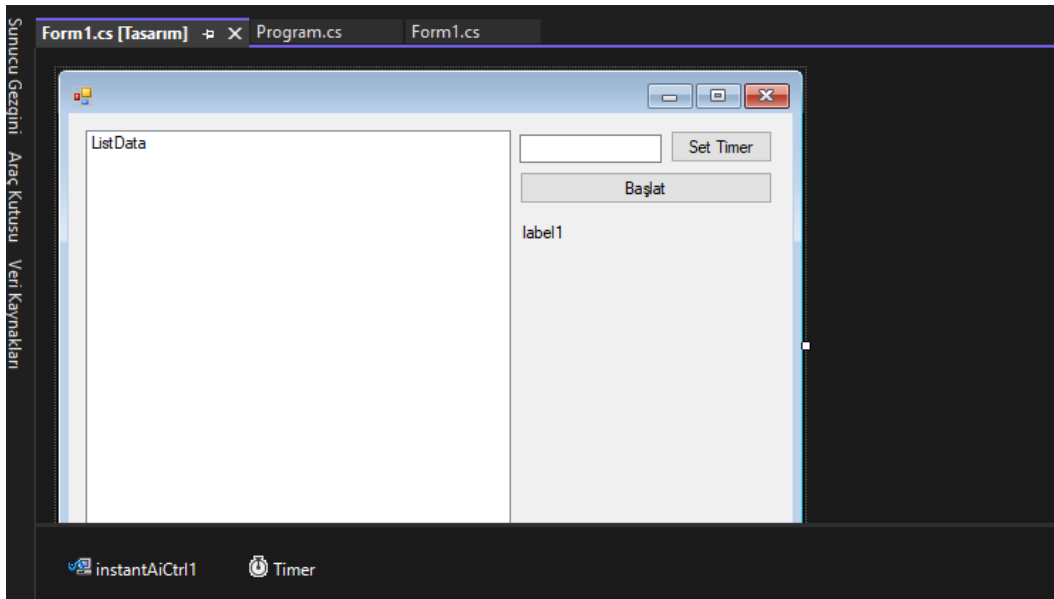 Sunucu Gezgini Araç Kutusu Veri Kaynakları
Form1.cs [Tasarım] Program.cs Form1.cs
ListData
Set Timer
Başlat
label1
instantAiCtrl1 Timer